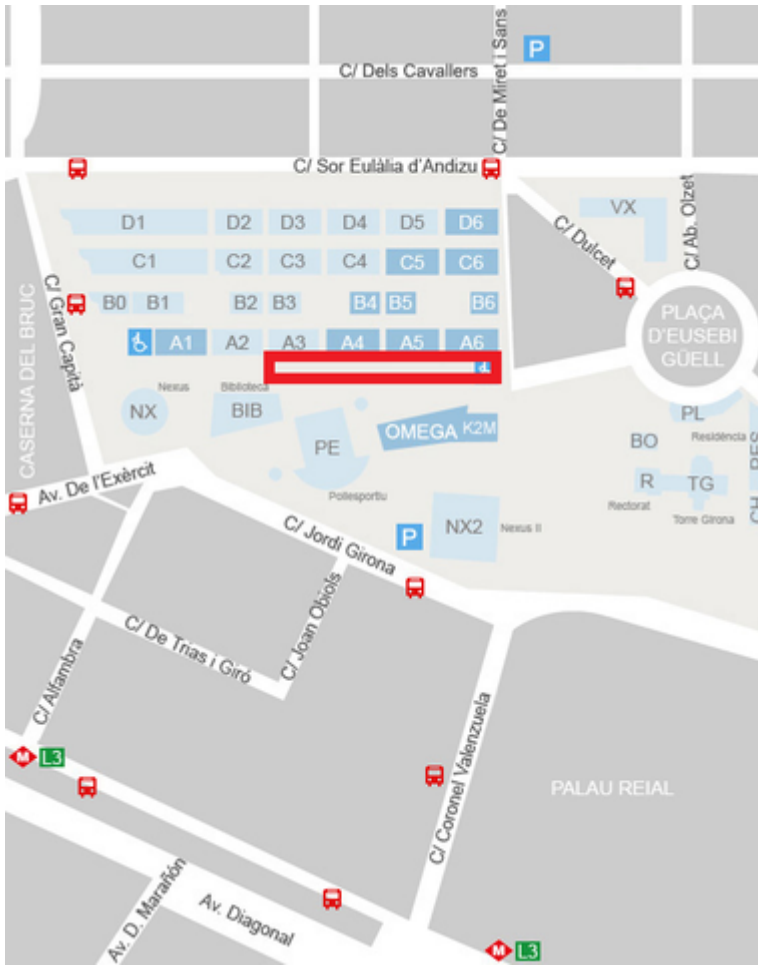 C/ Dels Cavallers
P
C/ De Miret i Sans
C/ Sor Eulàlia d'Andizu
D1 D2 D3 D4 D5 D6
VX
C/ Ab. Olzet
C/ Dulcet
C1 C2 C3 C4 C5 C6
C/ Gran Capità
B0 B1 B2 B3 B4 B5 B6
PLAÇA
D'EUSEBI
GÜELL
A1 A2 A3 A4 A5 A6
CASERNA DEL BRUC
Nexus
NX
Biblioteca
BIB
PE
Poliesportiu
OMEGA K2M
PL
Residència
BO
R
Rectorat
TG
Torre Girona
CH RES
Av. De l'Exèrcit
C/ Jordi Girona
P
NX2
Nexus II
C/ Joan Obiols
C/ De Trias i Giró
C/ Alfambra
M L3
C/ Coronel Valenzuela
PALAU REIAL
Av. D. Marañón
Av. Diagonal
M L3